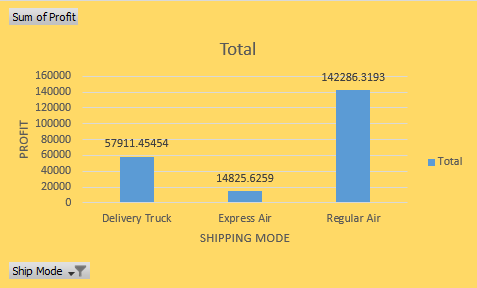 Sum of Profit
Total
160000
140000
120000
100000
80000
60000
40000
20000
0
PROFIT
57911.45454
14825.6259
142286.3193
Delivery Truck
Express Air
Regular Air
SHIPPING MODE
Total
Ship Mode